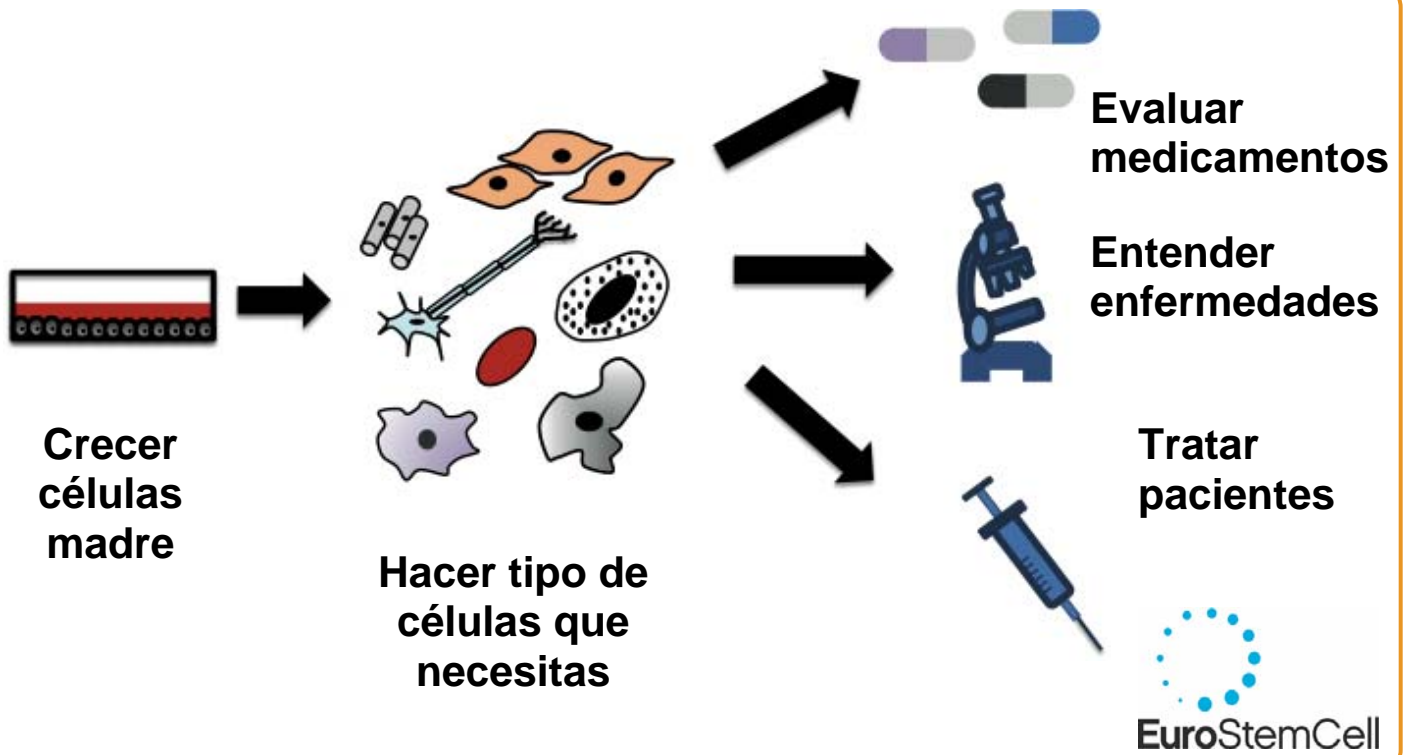 Crecer
células
madre
Hacer tipo de
células que
necesitas
Evaluar
medicamentos
Entender
enfermedades
Tratar
pacientes
EuroStemCell